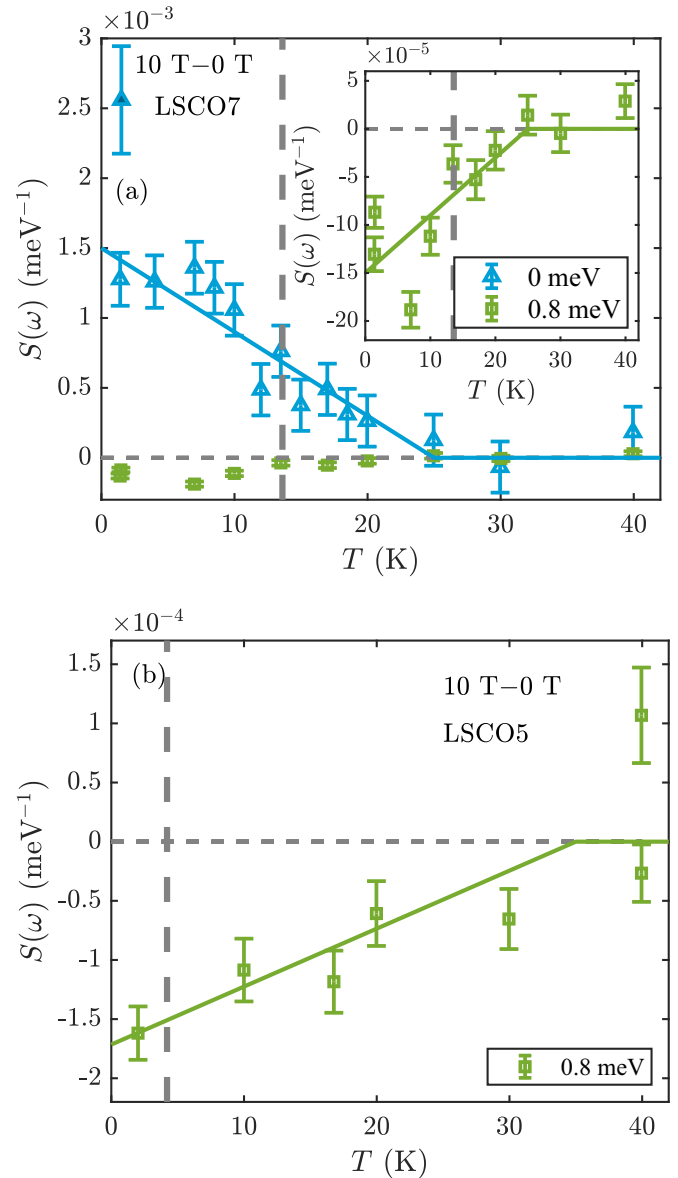 ×10⁻³
10 T−0 T
LSCO7
(a)
3
2.5
2
1.5
1
0.5
0
S(ω) (meV⁻¹)
0 10 20 30 40
T (K)
×10⁻⁵
5
0
-5
-10
-15
-20
S(ω) (meV⁻¹)
0 10 20 30 40
T (K)
0 meV
0.8 meV
×10⁻⁴
(b)
10 T−0 T
LSCO5
1.5
1
0.5
0
-0.5
-1
-1.5
-2
S(ω) (meV⁻¹)
0.8 meV
0 10 20 30 40
T (K)